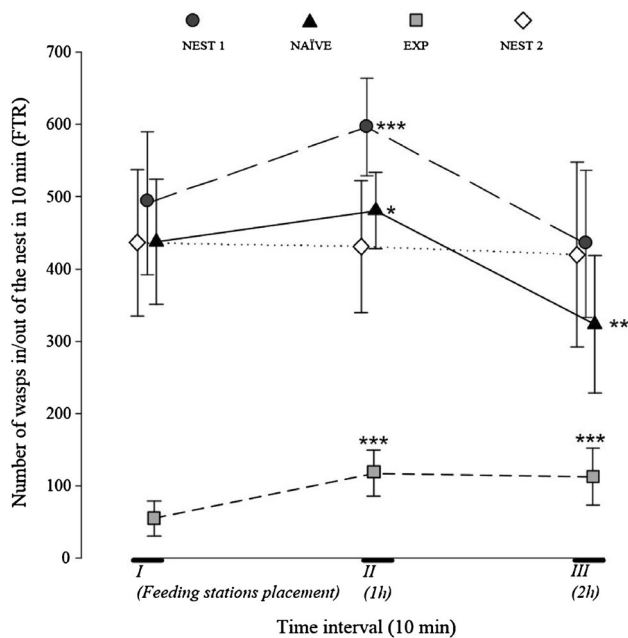 NEST 1 NAÏVE EXP NEST 2
Number of wasps in/out of the nest in 10 min (FTR)
700
600
500
400
300
200
100
0
***
*
**
***
***
I II III
(Feeding stations placement) (1h) (2h)
Time interval (10 min)